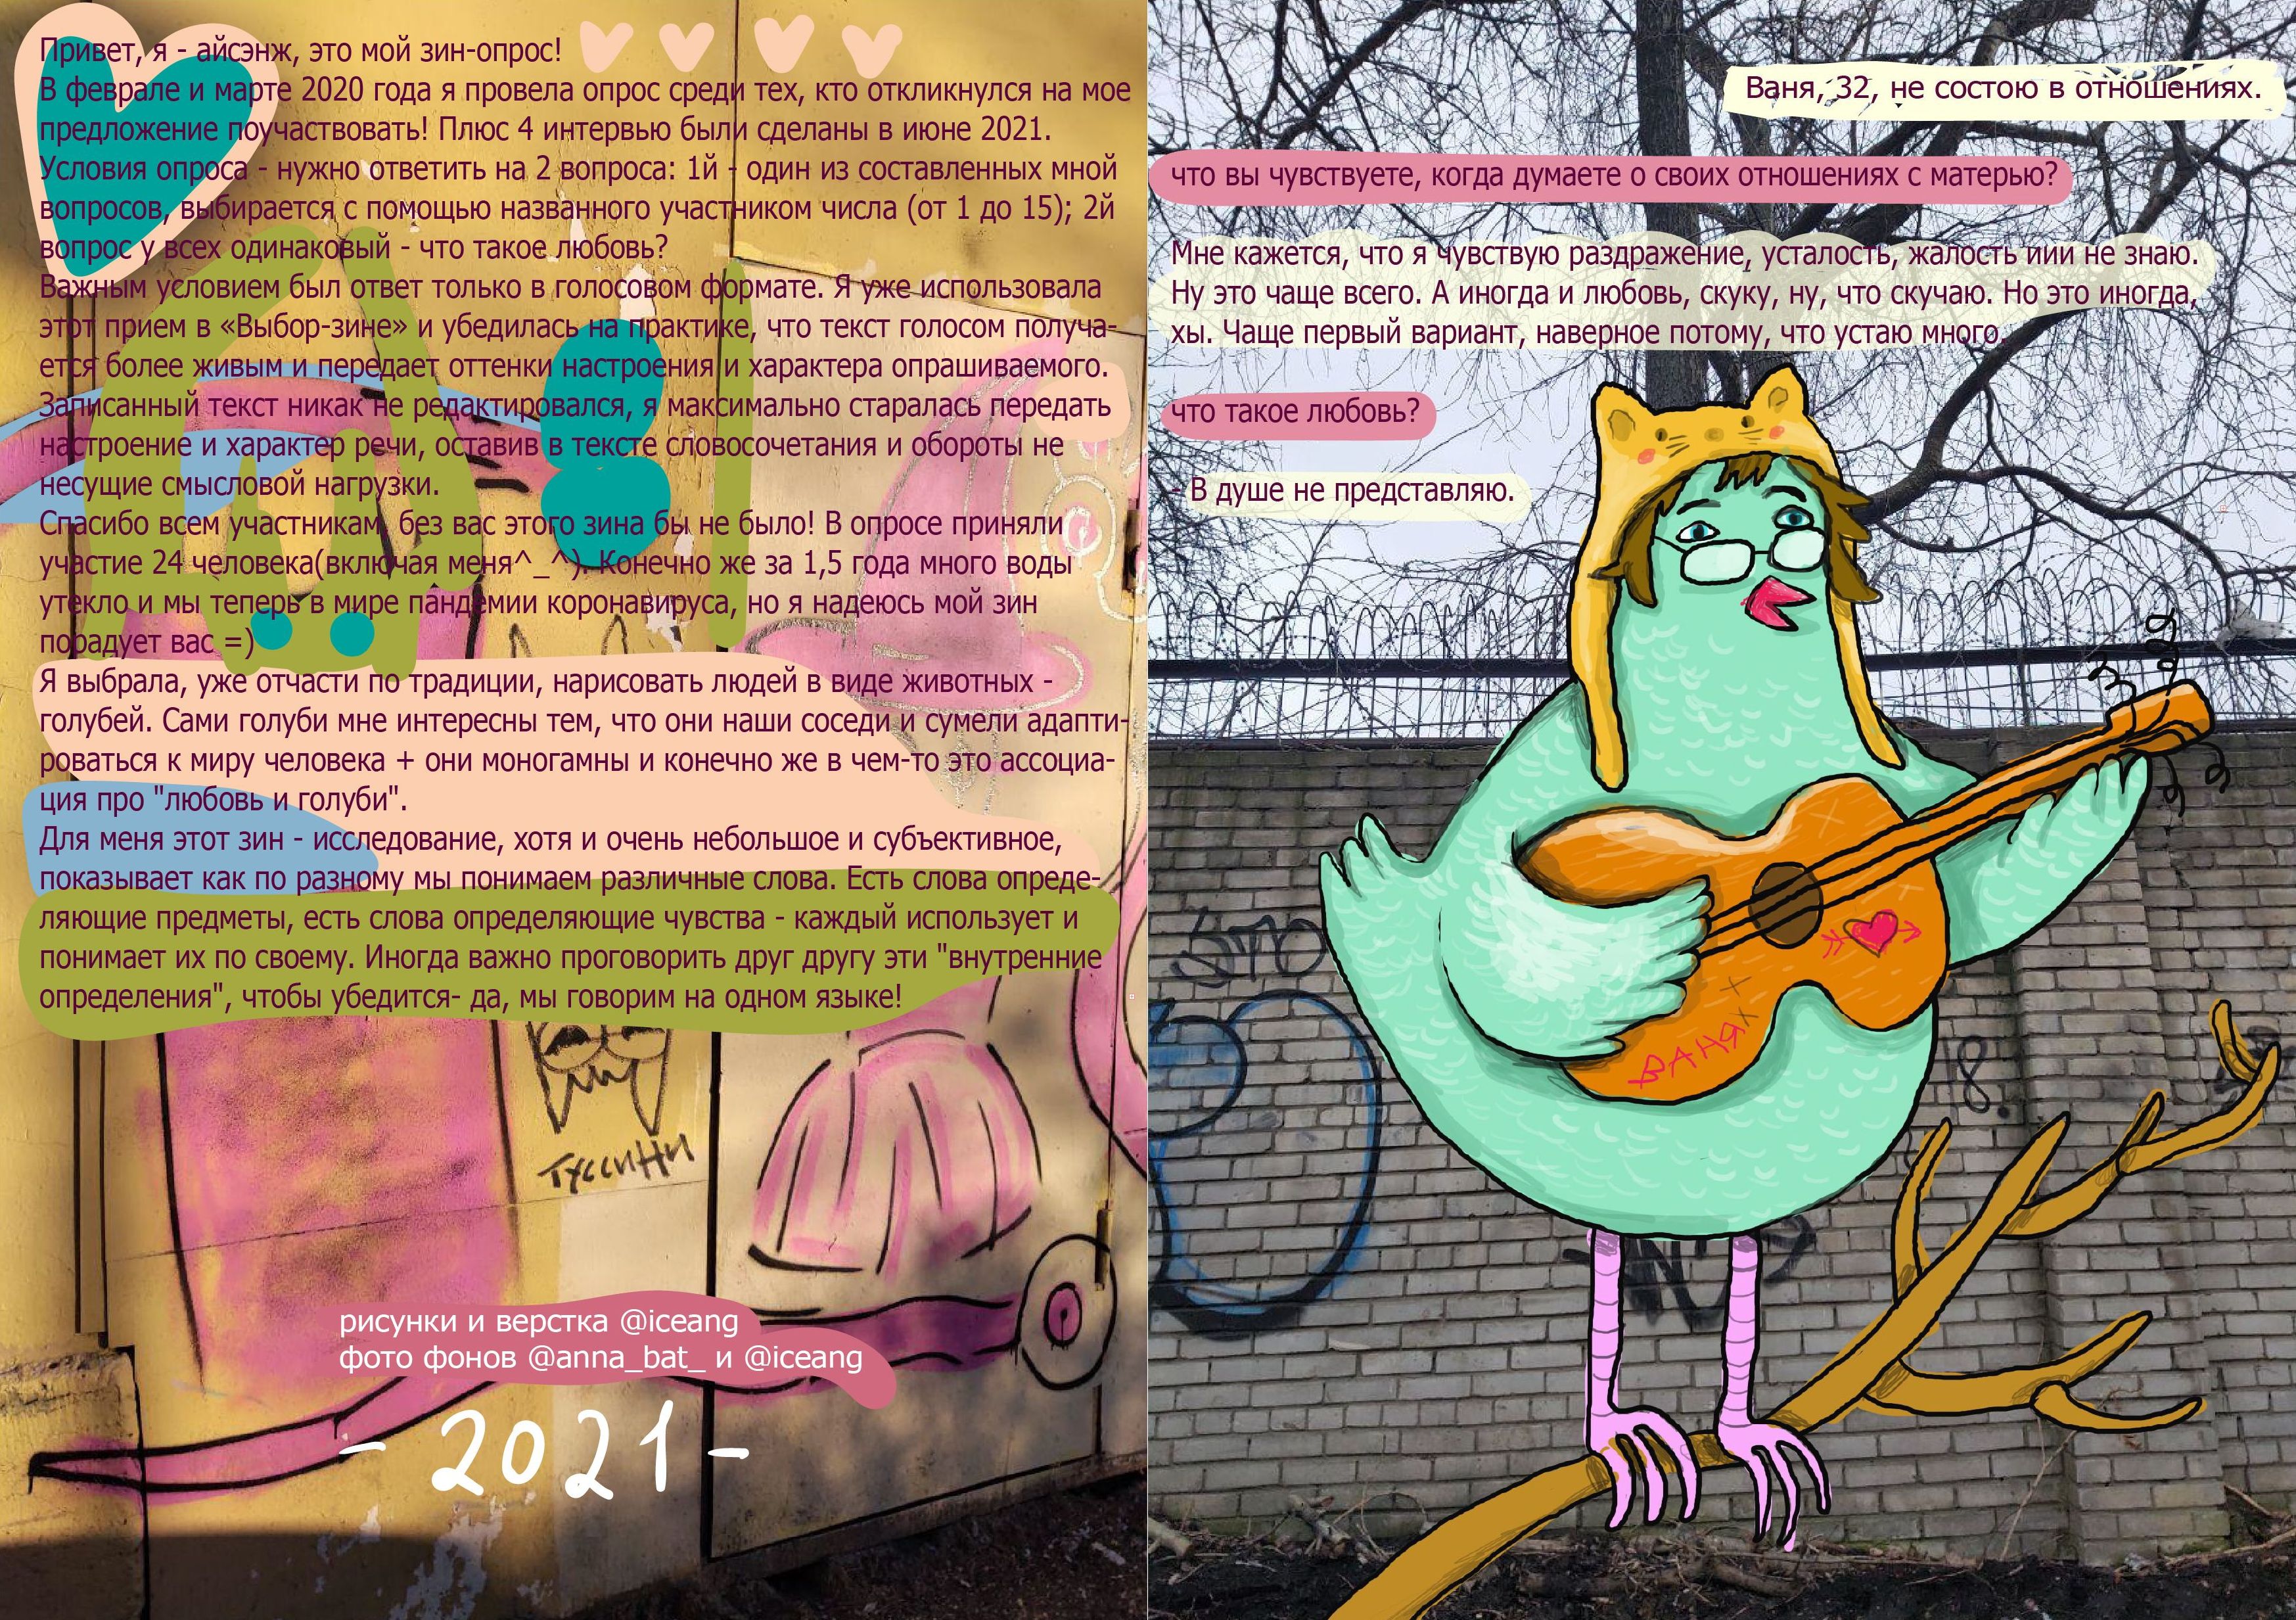 Привет, я - айсэнж, это мой зин-опрос!
В феврале и марте 2020 года я провела опрос среди тех, кто откликнулся на мое
предложение поучаствовать! Плюс 4 интервью были сделаны в июне 2021.
Условия опроса - нужно ответить на 2 вопроса: 1й - один из составленных мной
вопросов, выбирается с помощью названного участником числа (от 1 до 15); 2й
вопрос у всех одинаковый - что такое любовь?
Важным условием был ответ только в голосовом формате. Я уже использовала
этот прием в «Выбор-зине» и убедилась на практике, что текст голосом получа-
ется более живым и передает оттенки настроения и характера опрашиваемого.
Записанный текст никак не редактировался, я максимально старалась передать
настроение и характер речи, оставив в тексте словосочетания и обороты не
несущие смысловой нагрузки.
Спасибо всем участникам, без вас этого зина бы не было! В опросе приняли
участие 24 человека(включая меня^_^). Конечно же за 1,5 года много воды
утекло и мы теперь в мире пандемии коронавируса, но я надеюсь мой зин
порадует вас =)
Я выбрала, уже отчасти по традиции, нарисовать людей в виде животных -
голубей. Сами голуби мне интересны тем, что они наши соседи и сумели адапти-
роваться к миру человека + они моногамны и конечно же в чем-то это ассоциа-
ция про "любовь и голуби".
Для меня этот зин - исследование, хотя и очень небольшое и субъективное,
показывает как по разному мы понимаем различные слова. Есть слова опреде-
ляющие предметы, есть слова определяющие чувства - каждый использует и
понимает их по своему. Иногда важно проговорить друг другу эти "внутренние
определения", чтобы убедится- да, мы говорим на одном языке!
туссини
рисунки и верстка @iceang
фото фонов @anna_bat_ и @iceang
- 2021 -
Ваня, 32, не состою в отношениях.
что вы чувствуете, когда думаете о своих отношениях с матерью?
Мне кажется, что я чувствую раздражение, усталость, жалость иии не знаю.
Ну это чаще всего. А иногда и любовь, скуку, ну, что скучаю. Но это иногда,
хы. Чаще первый вариант, наверное потому, что устаю много.
что такое любовь?
- В душе не представляю.
ВАНЯ